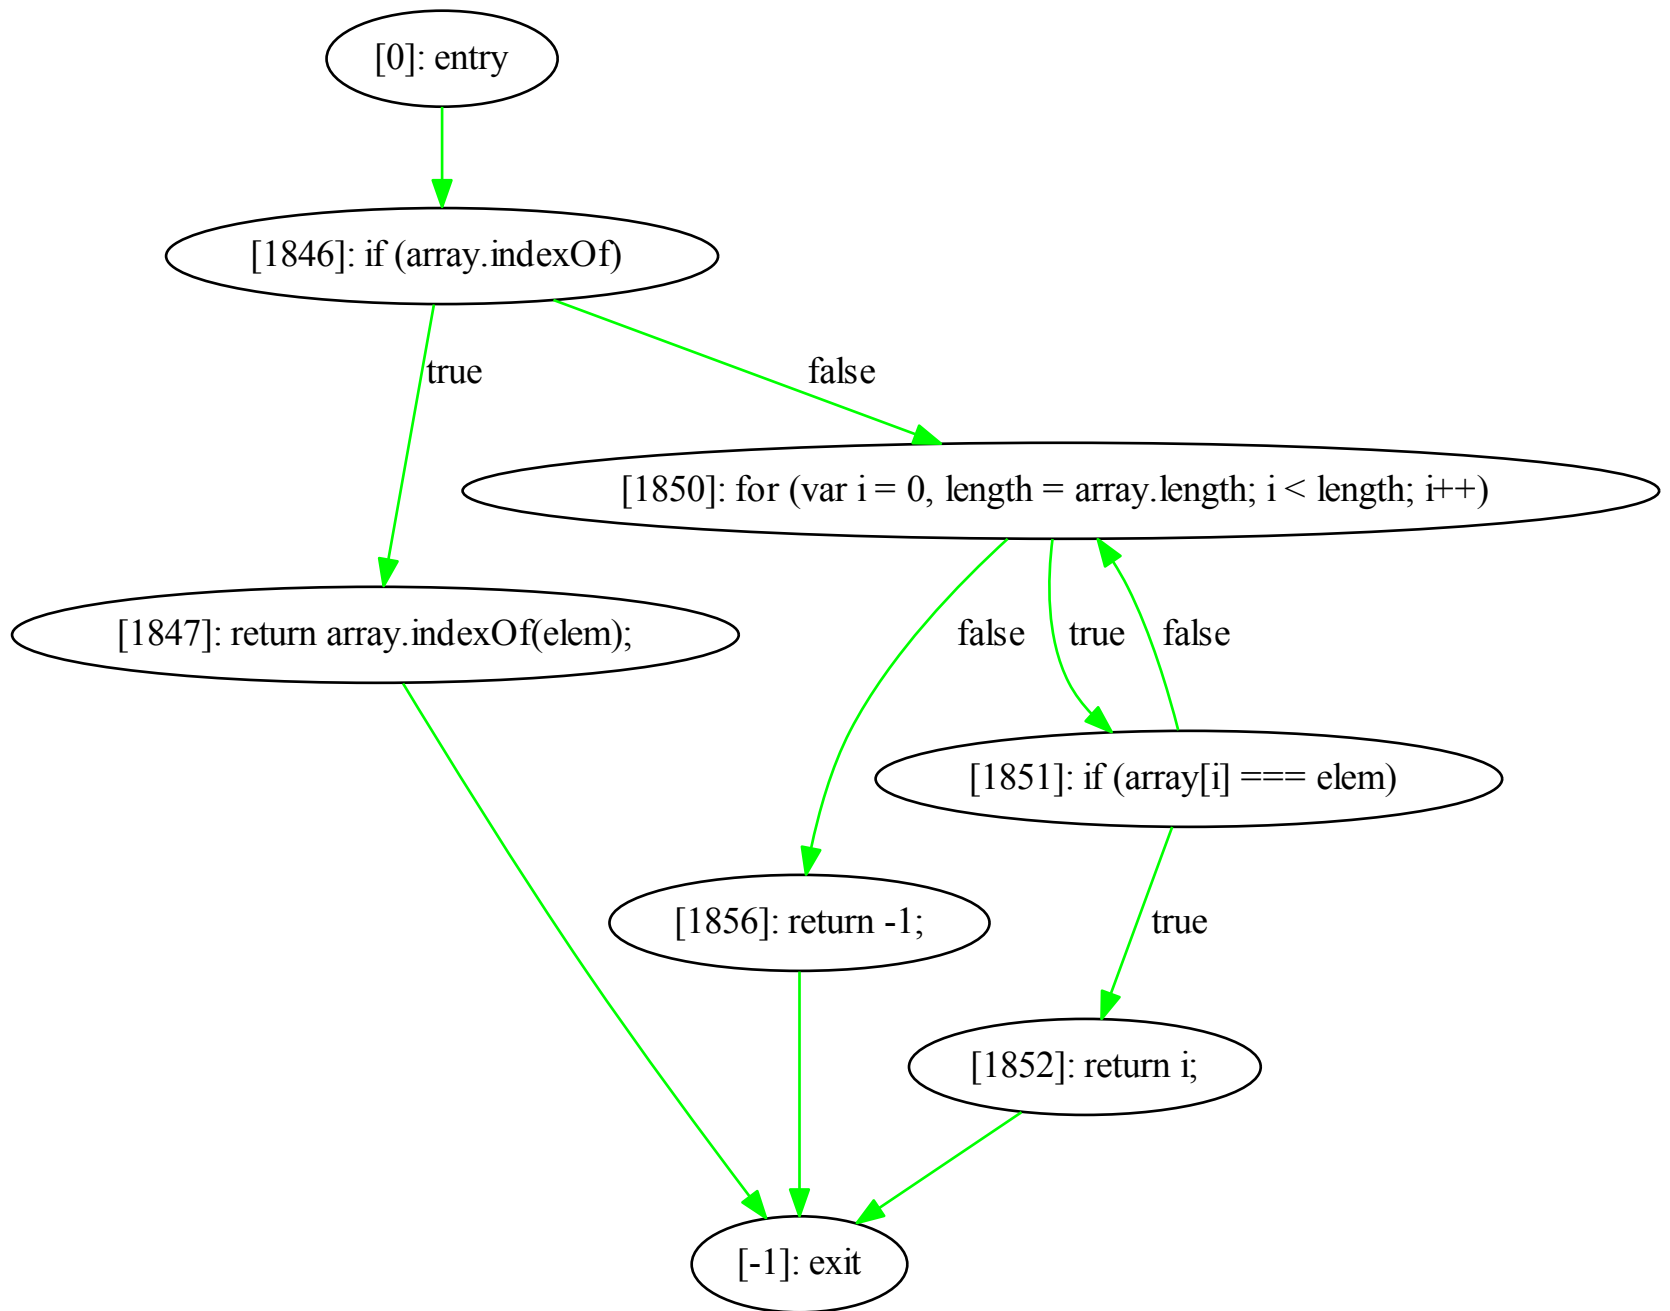 [0]: entry
[1846]: if (array.indexOf)
true
false
[1850]: for (var i = 0, length = array.length; i < length; i++)
[1847]: return array.indexOf(elem);
false
true
false
[1851]: if (array[i] === elem)
[1856]: return -1;
true
[1852]: return i;
[-1]: exit